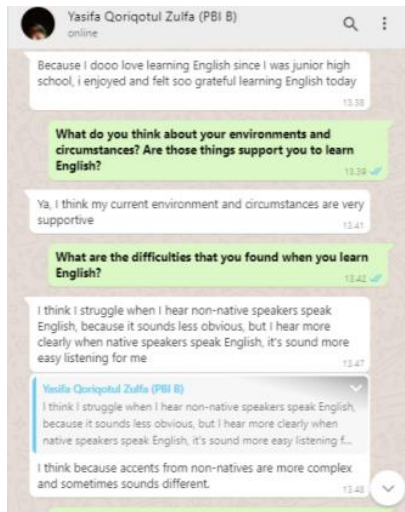 Yasifa Qoriqotul Zulfa (PBI B)
online
Because I dooo love learning English since I was junior high
school, i enjoyed and felt soo grateful learning English today
13.38
What do you think about your environments and
circumstances? Are those things support you to learn
English?
13.39
Ya, I think my current environment and circumstances are very
supportive
13.41
What are the difficulties that you found when you learn
English?
13.42
I think I struggle when I hear non-native speakers speak
English, because it sounds less obvious, but I hear more
clearly when native speakers speak English, it's sound more
easy listening for me
13.47
Yasifa Qoriqotul Zulfa (PBI B)
I think I struggle when I hear non-native speakers speak English,
because it sounds less obvious, but I hear more clearly when
native speakers speak English, it's sound more easy listening f...
I think because accents from non-natives are more complex
and sometimes sounds different.
13.48